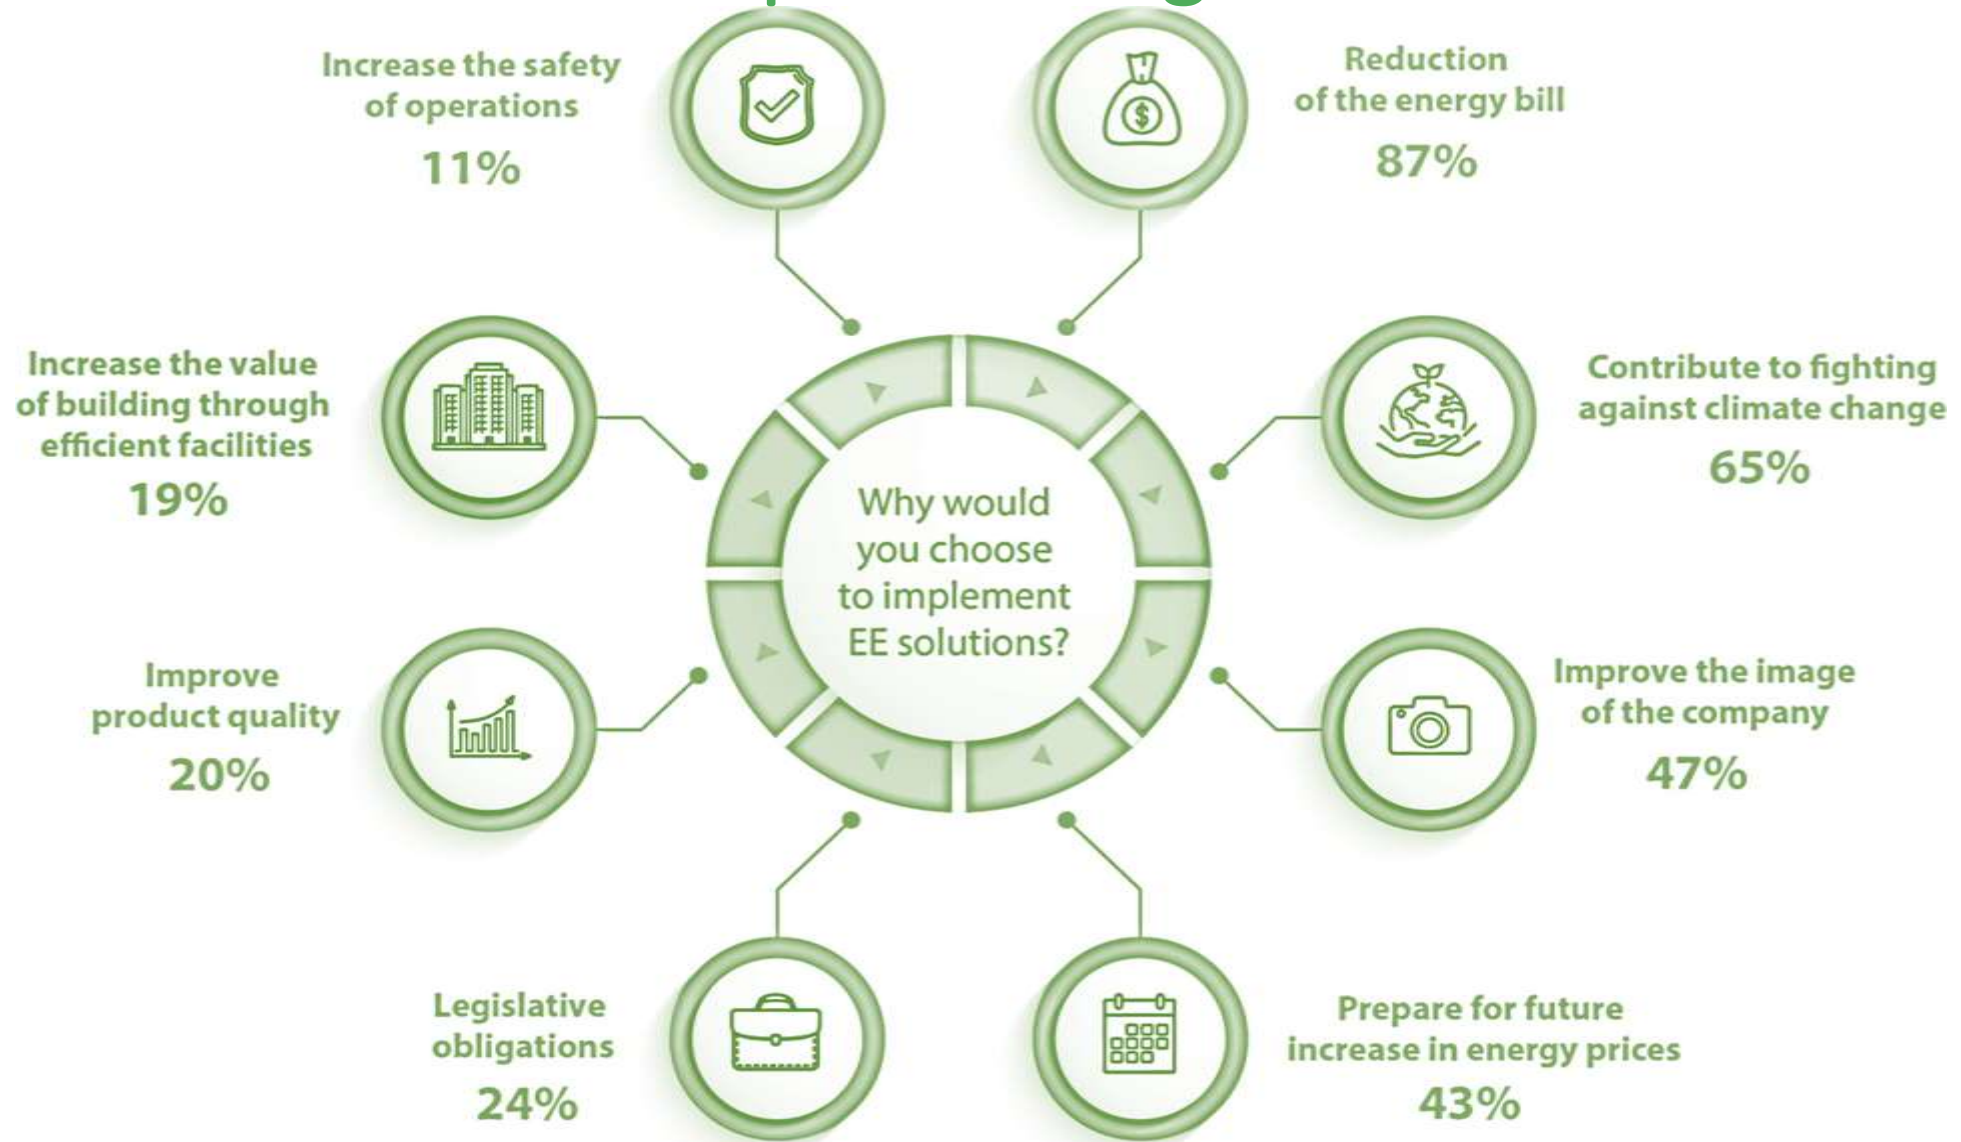 Increase the safety
of operations
11%
Reduction
of the energy bill
87%
Increase the value
of building through
efficient facilities
19%
Contribute to fighting
against climate change
65%
Why would
you choose
to implement
EE solutions?
Improve
product quality
20%
Improve the image
of the company
47%
Legislative
obligations
24%
Prepare for future
increase in energy prices
43%